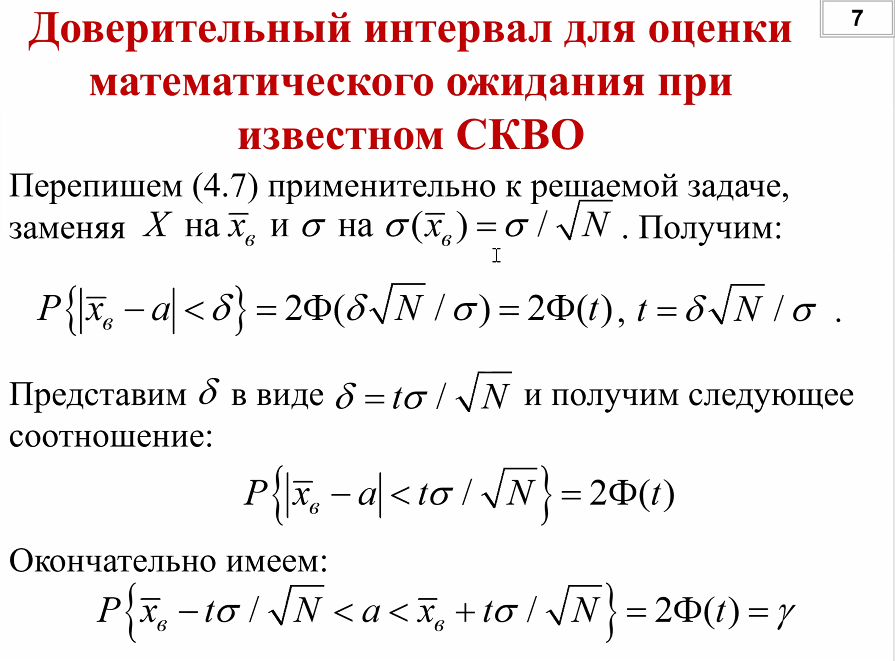 7
Доверительный интервал для оценки
математического ожидания при
известном СКВО
Перепишем (4.7) применительно к решаемой задаче,
заменяя X на x̅в и σ на σ(x̅в) = σ / √N . Получим:
P{|x̅в − a| < δ} = 2Φ(δ√N / σ) = 2Φ(t), t = δ√N / σ .
Представим δ в виде δ = tσ / √N и получим следующее
соотношение:
P{|x̅в − a| < tσ / √N} = 2Φ(t)
Окончательно имеем:
P{x̅в − tσ / √N < a < x̅в + tσ / √N} = 2Φ(t) = γ